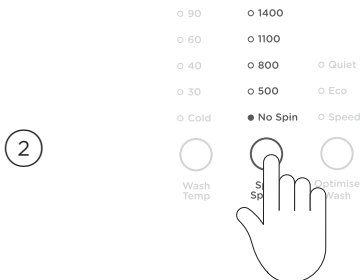 90
1400
60
1100
40
800
Quiet
30
500
Eco
Cold
No Spin
Speed
2
Wash
Temp
Optimise
Wash